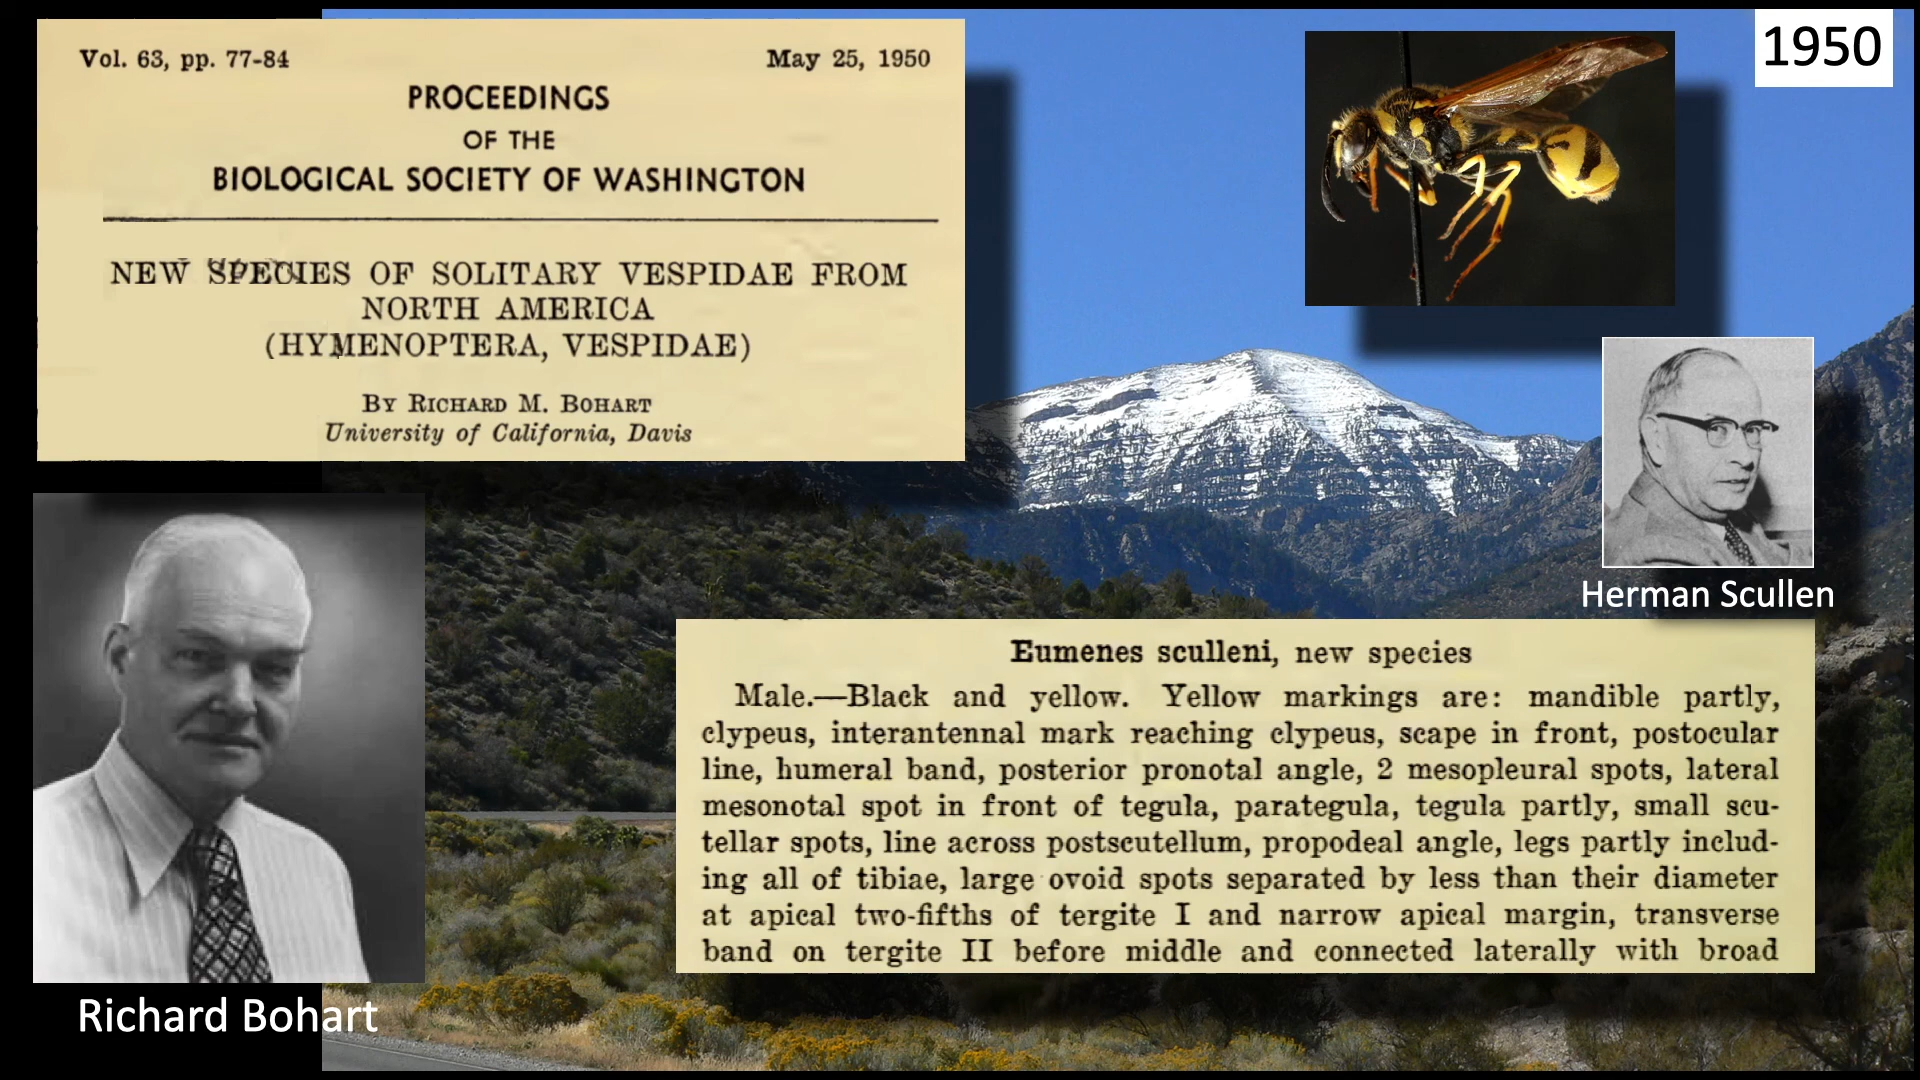 Vol. 63, pp. 77-84 May 25, 1950
PROCEEDINGS
OF THE
BIOLOGICAL SOCIETY OF WASHINGTON
NEW SPECIES OF SOLITARY VESPIDAE FROM
NORTH AMERICA
(HYMENOPTERA, VESPIDAE)
BY RICHARD M. BOHART
University of California, Davis
1950
Herman Scullen
Richard Bohart
Eumenes sculleni, new species
Male.—Black and yellow. Yellow markings are: mandible partly,
clypeus, interantennal mark reaching clypeus, scape in front, postocular
line, humeral band, posterior pronotal angle, 2 mesopleural spots, lateral
mesonotal spot in front of tegula, parategula, tegula partly, small scu-
tellar spots, line across postscutellum, propodeal angle, legs partly includ-
ing all of tibiae, large ovoid spots separated by less than their diameter
at apical two-fifths of tergite I and narrow apical margin, transverse
band on tergite II before middle and connected laterally with broad